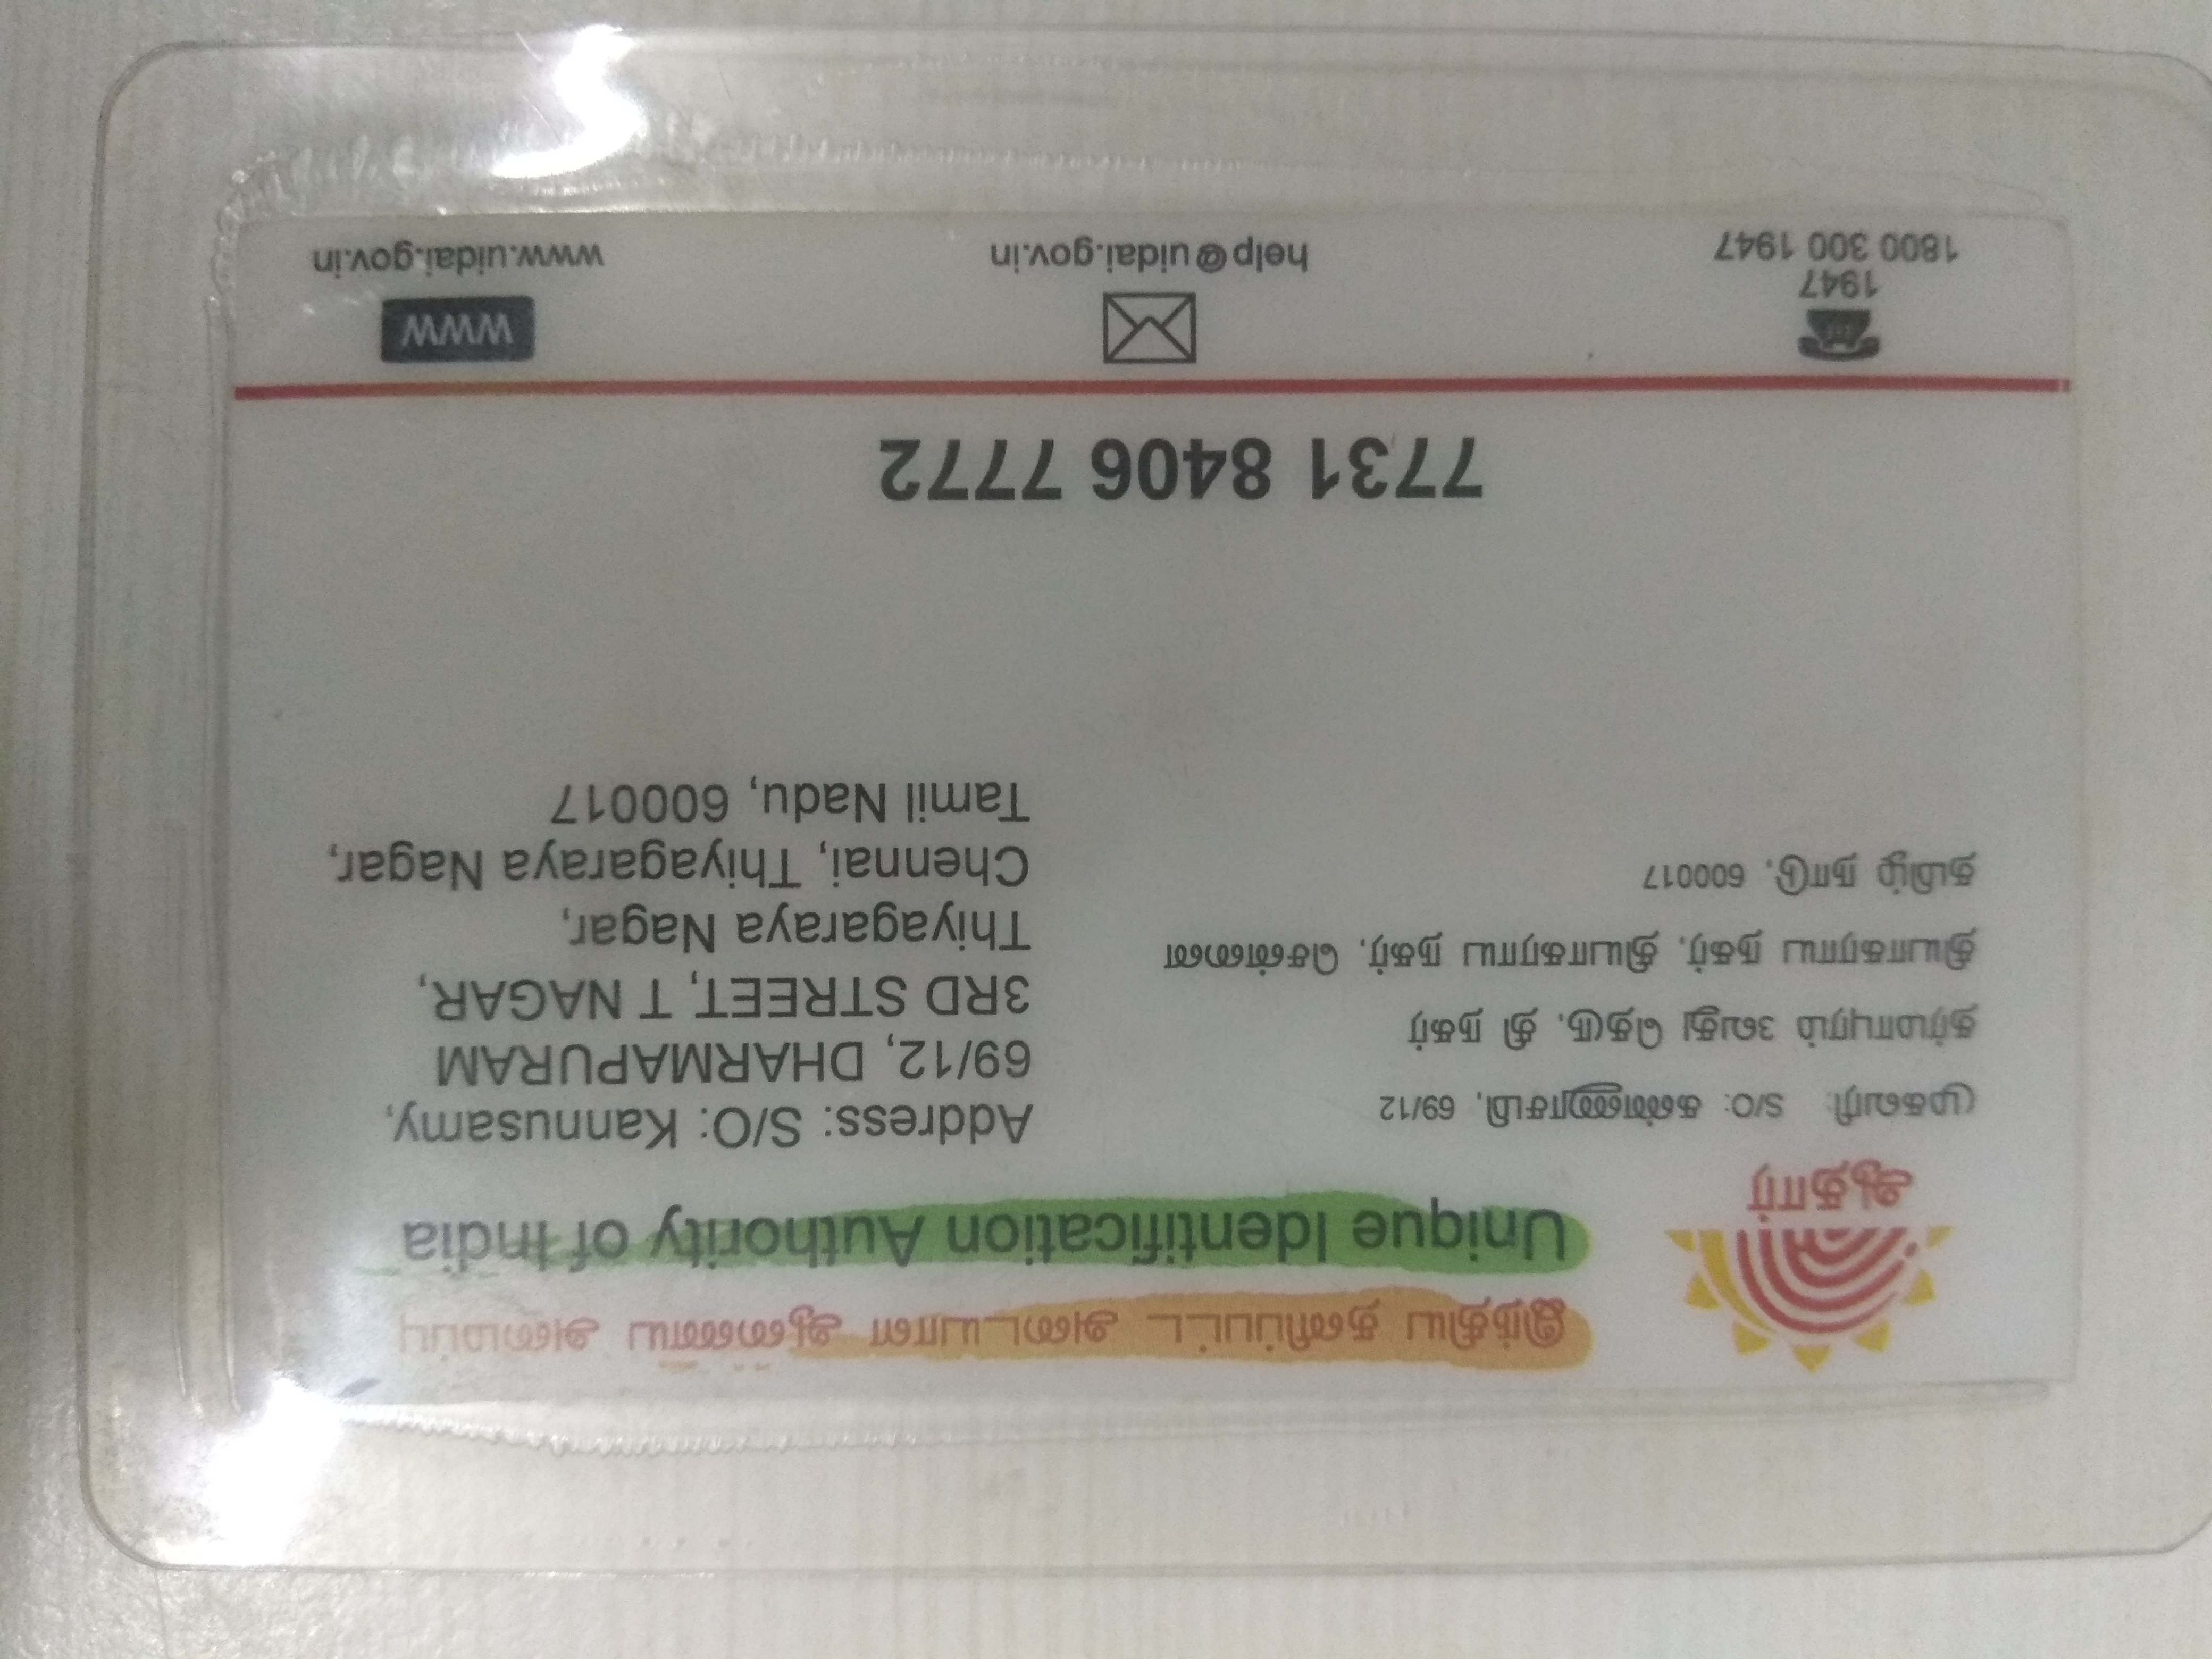 இந்திய தனிப்பட்ட அடையாள ஆணைய அமைப்பு
Unique Identification Authority of India
ஆதார்
முகவரி: S/O: கண்ணுசாமி, 69/12
தர்மாபுரம் 3வது தெரு, தி நகர்
தியாகராய நகர், தியாகராய நகர், சென்னை
தமிழ் நாடு, 600017
Address: S/O: Kannusamy,
69/12, DHARMAPURAM
3RD STREET, T NAGAR,
Thiyagaraya Nagar,
Chennai, Thiyagaraya Nagar,
Tamil Nadu, 600017
7731 8406 7772
1947
1800 300 1947
help@uidai.gov.in
WWW
www.uidai.gov.in